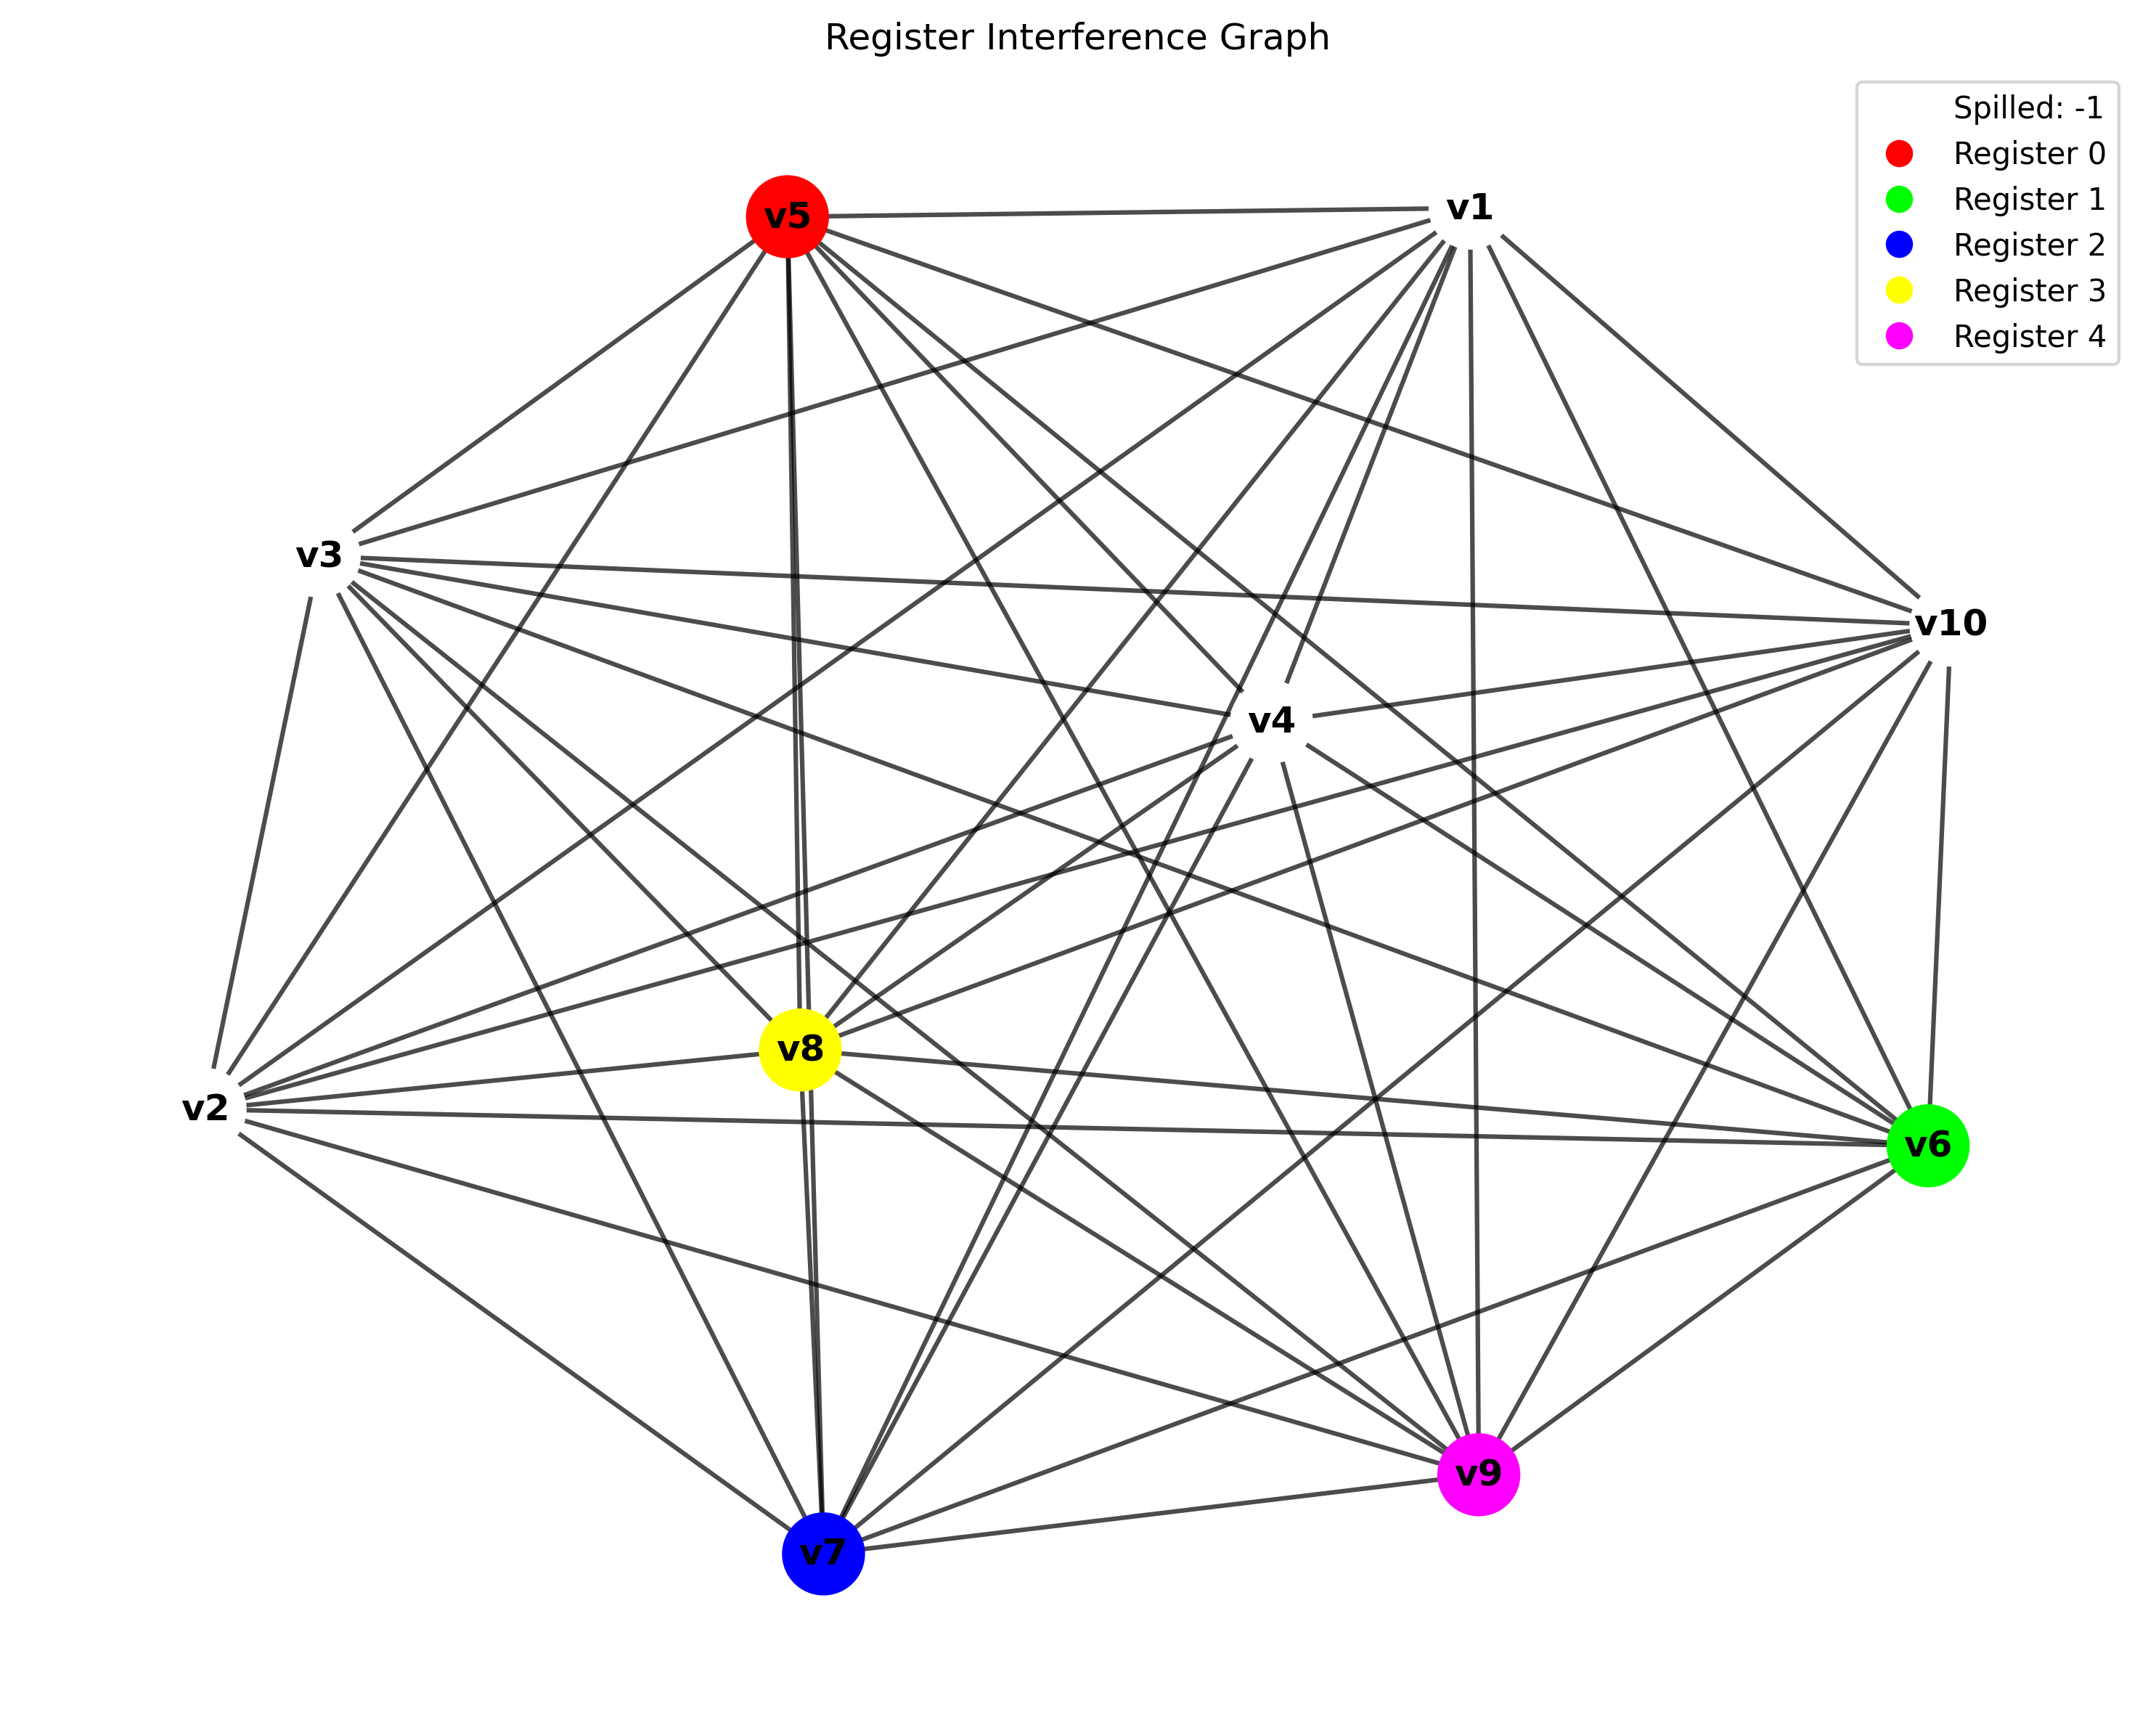 Register Interference Graph
Spilled: -1
Register 0
Register 1
Register 2
Register 3
Register 4
v5
v1
v3
v10
v4
v8
v2
v6
v9
v7